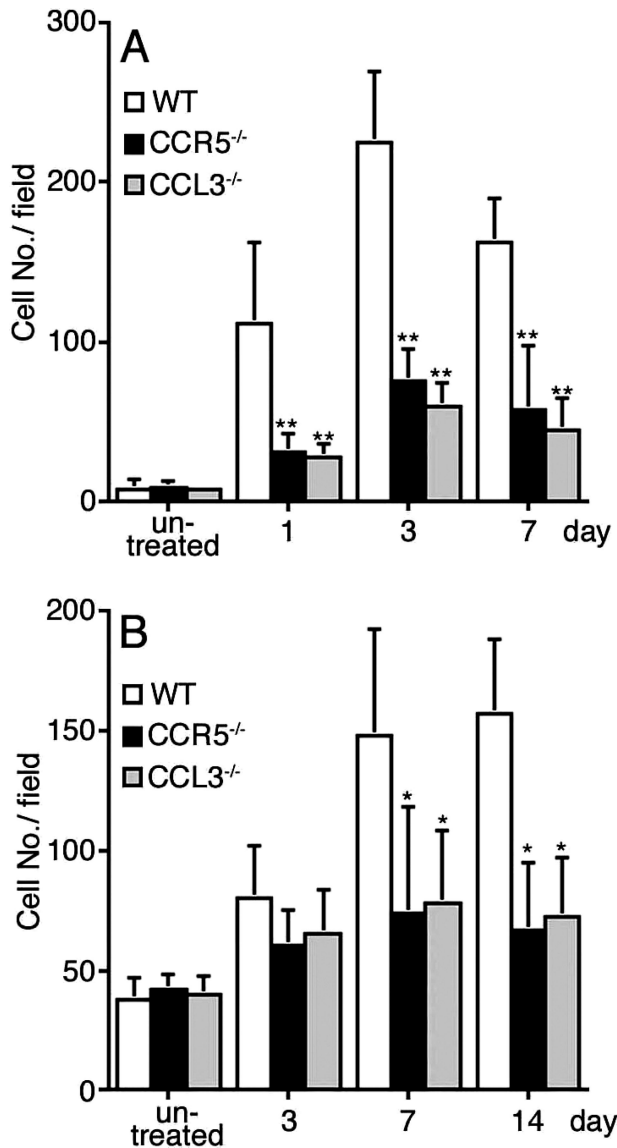 300
A
WT
CCR5-/-
CCL3-/-
200
100
0
Cell No./ field
** **
** **
** **
un-
treated
1
3
7
day
200
B
WT
CCR5-/-
CCL3-/-
150
100
50
0
Cell No./ field
* *
* *
un-
treated
3
7
14
day